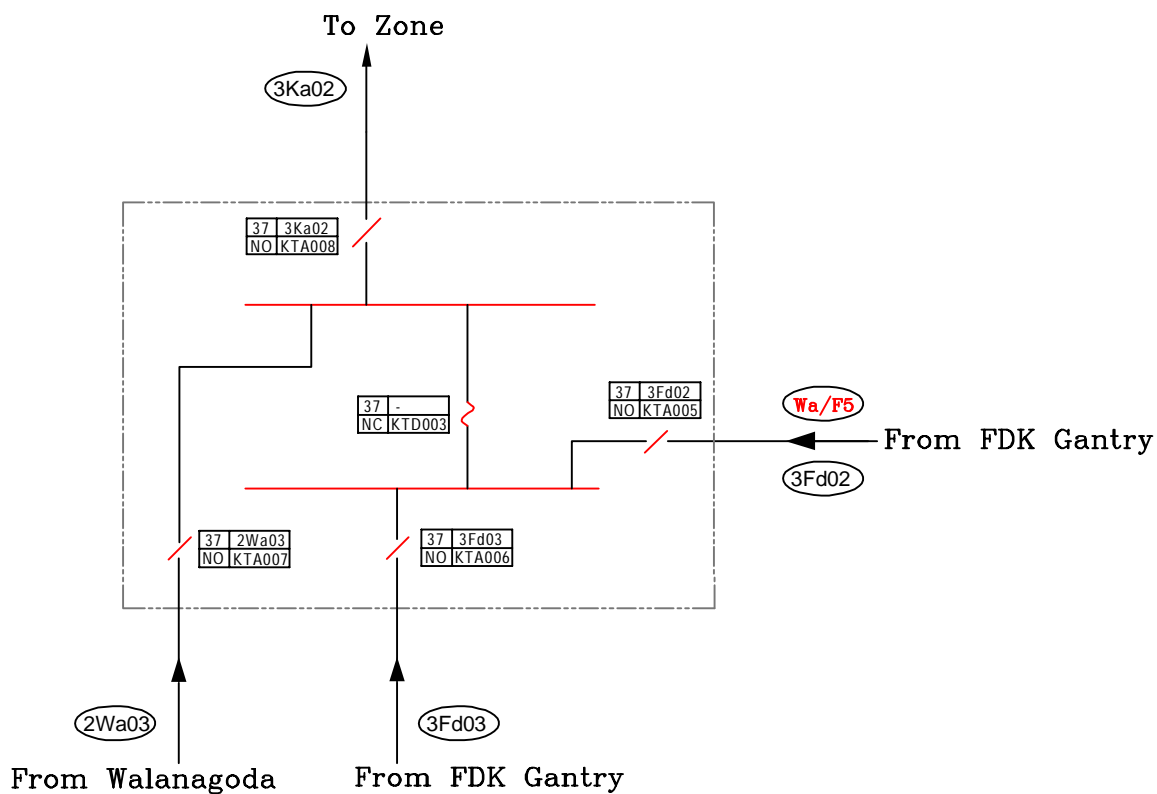 To Zone
3Ka02
37 3Ka02
NO KTA008
37 -
NC KTD003
37 3Fd02
NO KTA005
Wa/F5
From FDK Gantry
3Fd02
37 2Wa03
NO KTA007
37 3Fd03
NO KTA006
2Wa03
3Fd03
From Walanagoda
From FDK Gantry